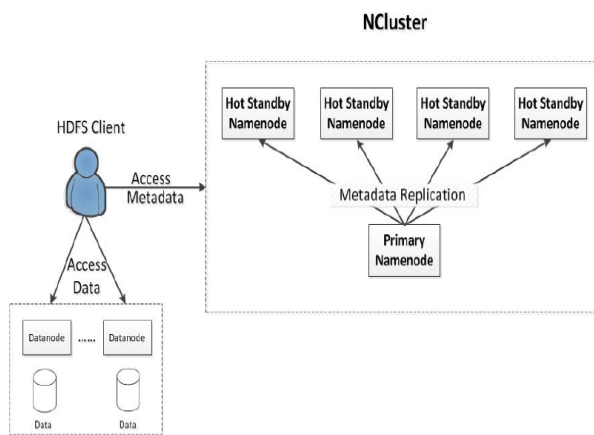 NCluster
Hot Standby
Namenode
Hot Standby
Namenode
Hot Standby
Namenode
Hot Standby
Namenode
HDFS Client
Access
Metadata
Metadata Replication
Primary
Namenode
Access
Data
Datanode
......
Datanode
Data
Data